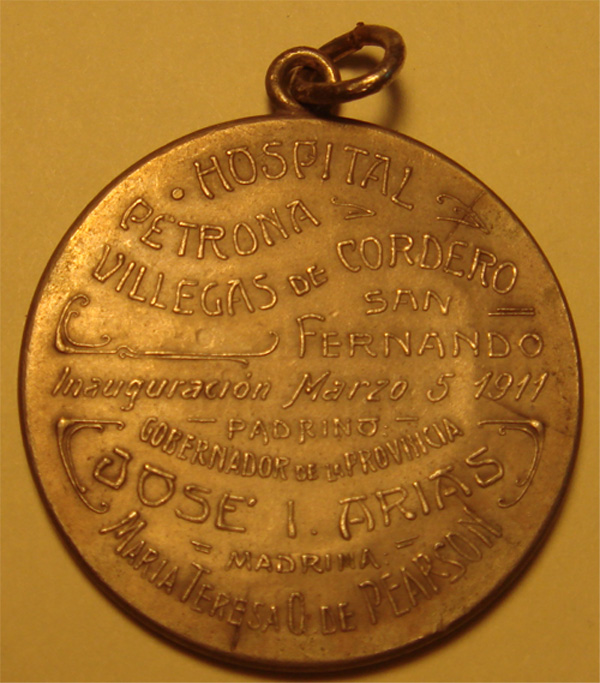 HOSPITAL
PETRONA
VILLEGAS DE CORDERO
SAN
FERNANDO
Inauguración Marzo 5 1911
PADRINO:
GOBERNADOR DE LA PROVINCIA
JOSÉ I. ARIAS
MADRINA:
MARIA TERESA Q. DE PEARSON